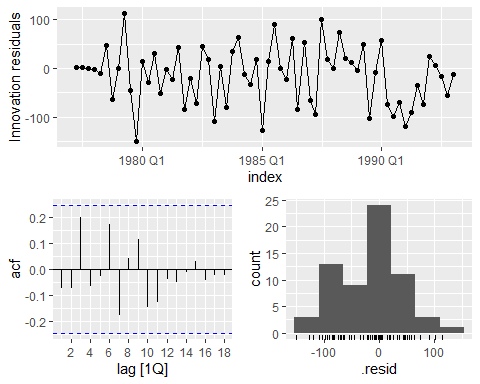 Innovation residuals
100
0
-100
1980 Q1
1985 Q1
1990 Q1
index
acf
0.2
0.1
0.0
-0.1
-0.2
2 4 6 8 10 12 14 16 18
lag [1Q]
count
25
20
15
10
5
0
-100 0 100
.resid